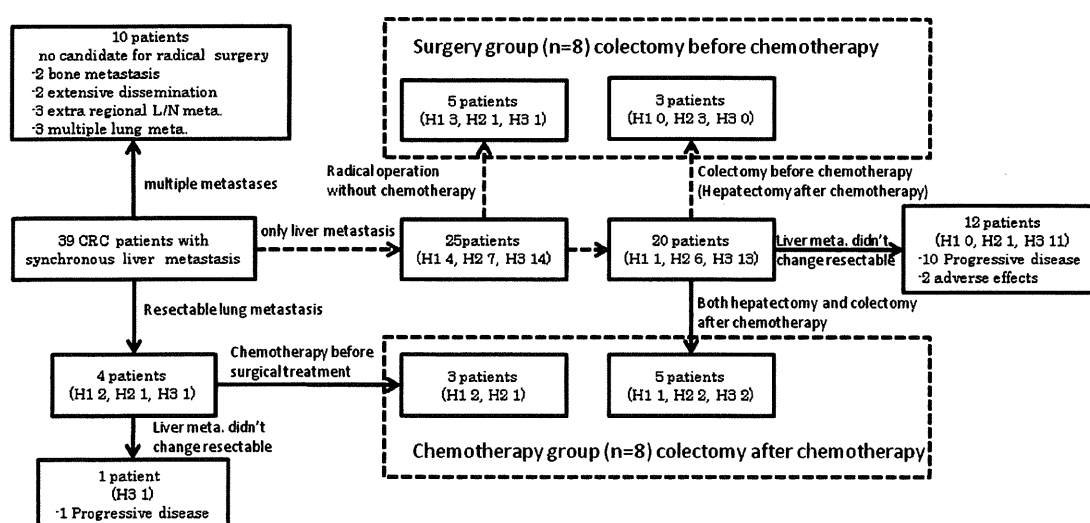 10 patients
no candidate for radical surgery
-2 bone metastasis
-2 extensive dissemination
-3 extra regional L/N meta.
-3 multiple lung meta.
Surgery group (n=8) colectomy before chemotherapy
5 patients
(H1 3, H2 1, H3 1)
3 patients
(H1 0, H2 3, H3 0)
multiple metastases
Radical operation
without chemotherapy
Colectomy before chemotherapy
(Hepatectomy after chemotherapy)
39 CRC patients with
synchronous liver metastasis
only liver metastasis
25patients
(H1 4, H2 7, H3 14)
20 patients
(H1 1, H2 6, H3 13)
Liver meta. didn't
change resectable
12 patients
(H1 0, H2 1, H3 11)
-10 Progressive disease
-2 adverse effects
Resectable lung metastasis
Both hepatectomy and colectomy
after chemotherapy
4 patients
(H1 2, H2 1, H3 1)
Chemotherapy before
surgical treatment
3 patients
(H1 2, H2 1)
5 patients
(H1 1, H2 2, H3 2)
Liver meta. didn't
change resectable
Chemotherapy group (n=8) colectomy after chemotherapy
1 patient
(H3 1)
-1 Progressive disease